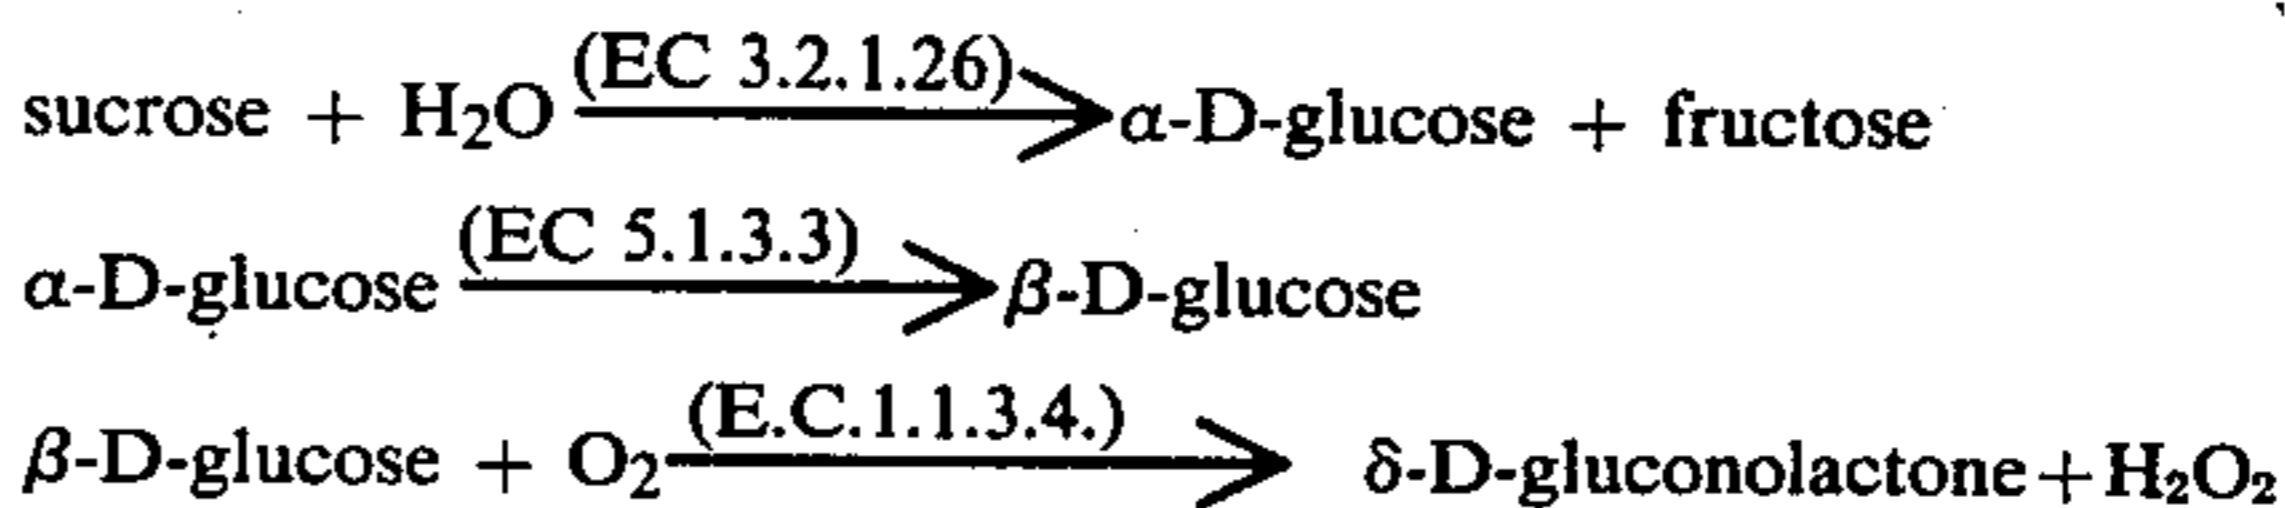 sucrose + H₂O (EC 3.2.1.26) α-D-glucose + fructose
α-D-glucose (EC 5.1.3.3) β-D-glucose
β-D-glucose + O₂ (E.C.1.1.3.4.) δ-D-gluconolactone+H₂O₂